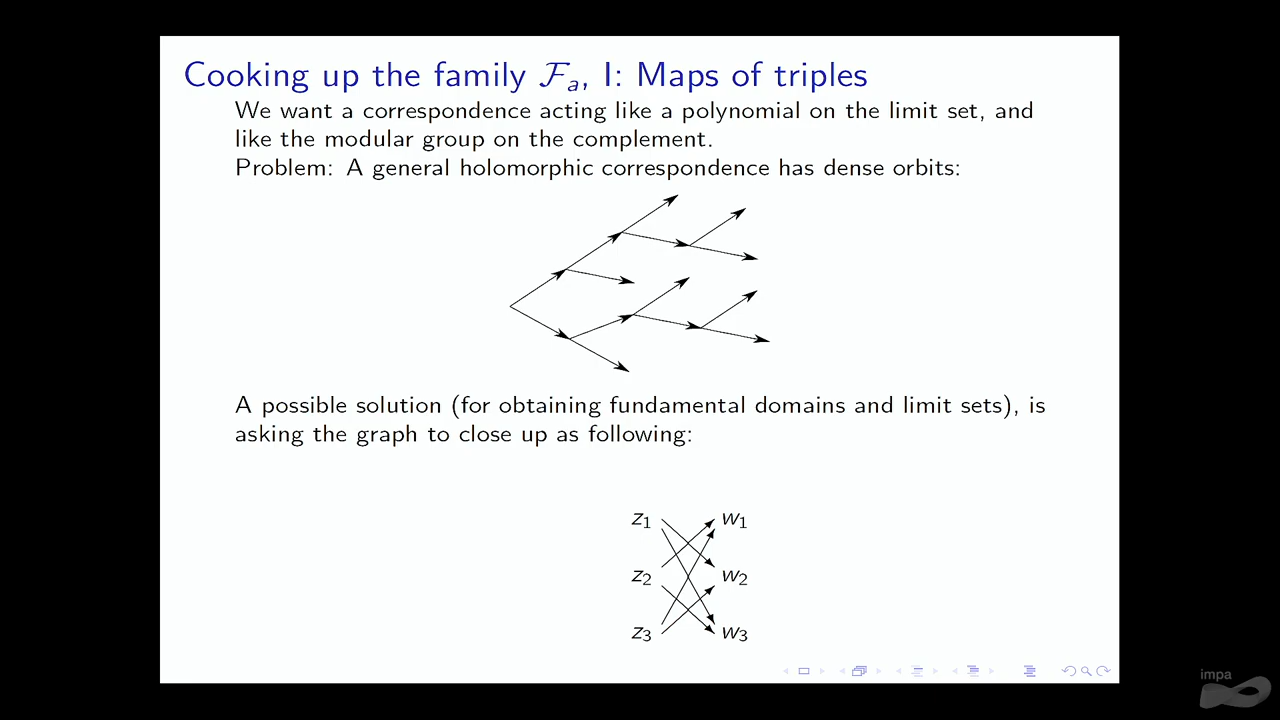 Cooking up the family 𝓕ₐ, I: Maps of triples
We want a correspondence acting like a polynomial on the limit set, and
like the modular group on the complement.
Problem: A general holomorphic correspondence has dense orbits:
A possible solution (for obtaining fundamental domains and limit sets), is
asking the graph to close up as following:
z₁ w₁
z₂ w₂
z₃ w₃
impa